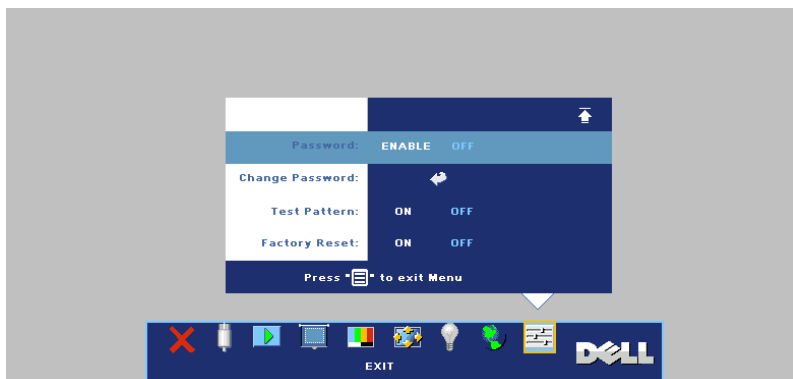 Password: ENABLE OFF
Change Password:
Test Pattern: ON OFF
Factory Reset: ON OFF
Press "" to exit Menu
EXIT
DELL